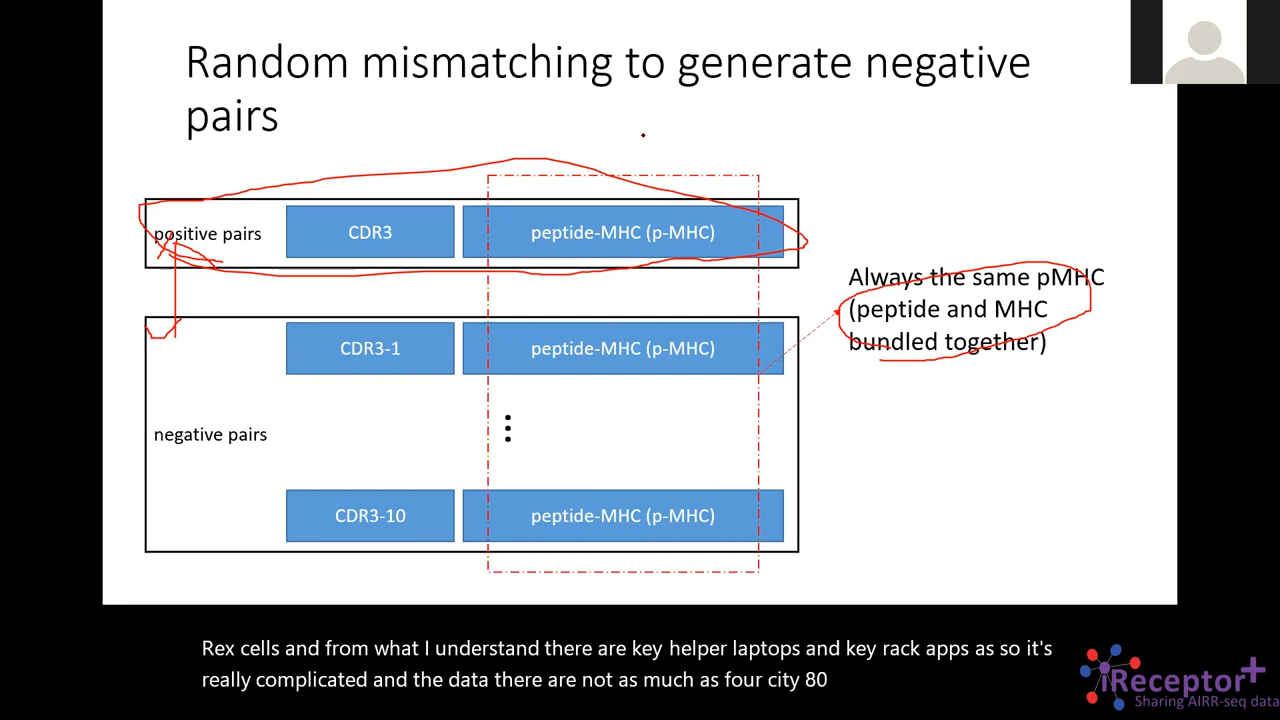 Random mismatching to generate negative
pairs
positive pairs
CDR3
peptide-MHC (p-MHC)
Always the same pMHC
(peptide and MHC
bundled together)
CDR3-1
peptide-MHC (p-MHC)
negative pairs
CDR3-10
peptide-MHC (p-MHC)
Rex cells and from what I understand there are key helper laptops and key rack apps as so it's
really complicated and the data there are not as much as four city 80
iReceptor+
Sharing AIRR-seq data